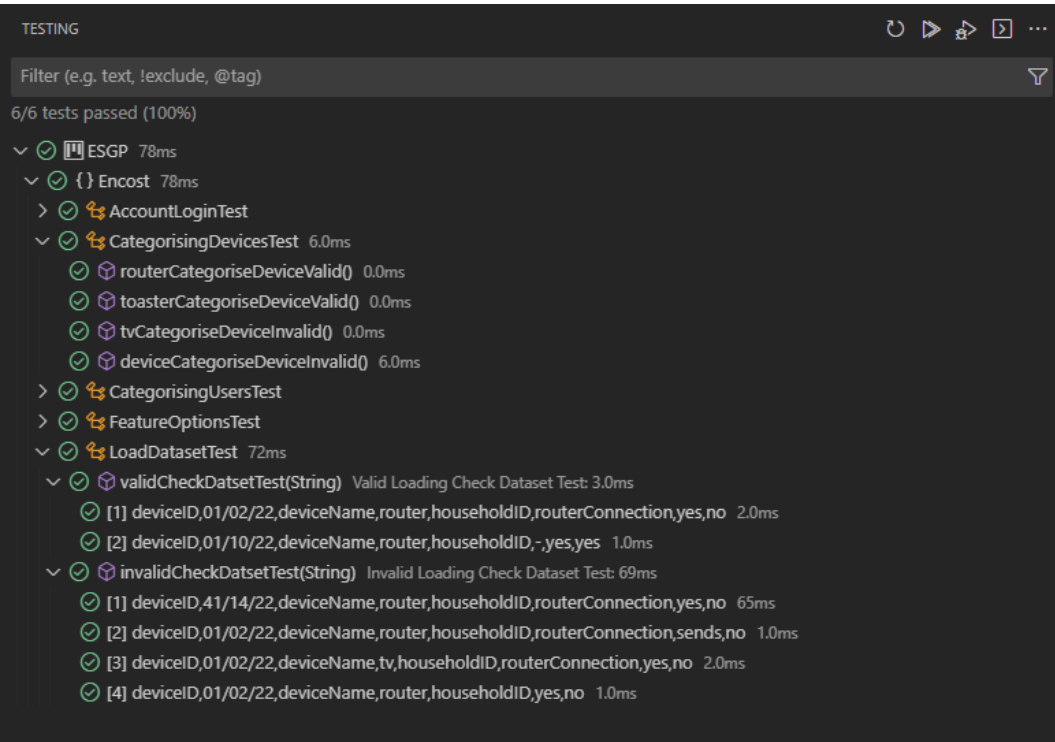 TESTING
Filter (e.g. text, !exclude, @tag)
6/6 tests passed (100%)
ESGP 78ms
{} Encost 78ms
AccountLoginTest
CategorisingDevicesTest 6.0ms
routerCategoriseDeviceValid() 0.0ms
toasterCategoriseDeviceValid() 0.0ms
tvCategoriseDeviceInvalid() 0.0ms
deviceCategoriseDeviceInvalid() 6.0ms
CategorisingUsersTest
FeatureOptionsTest
LoadDatasetTest 72ms
validCheckDatsetTest(String) Valid Loading Check Dataset Test: 3.0ms
[1] deviceID,01/02/22,deviceName,router,householdID,routerConnection,yes,no 2.0ms
[2] deviceID,01/10/22,deviceName,router,householdID,-,yes,yes 1.0ms
invalidCheckDatsetTest(String) Invalid Loading Check Dataset Test: 69ms
[1] deviceID,41/14/22,deviceName,router,householdID,routerConnection,yes,no 65ms
[2] deviceID,01/02/22,deviceName,router,householdID,routerConnection,sends,no 1.0ms
[3] deviceID,01/02/22,deviceName,tv,householdID,routerConnection,yes,no 2.0ms
[4] deviceID,01/02/22,deviceName,router,householdID,yes,no 1.0ms